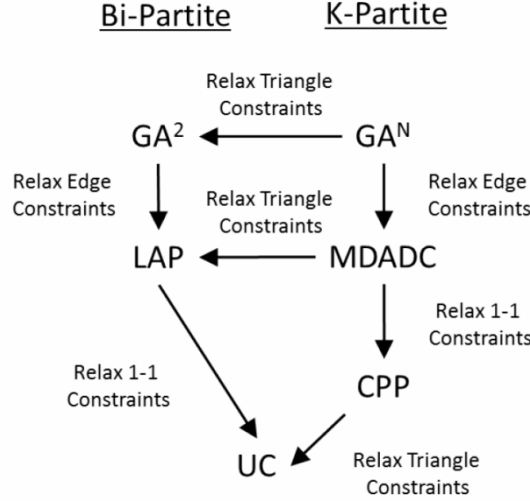 Bi-Partite
K-Partite
Relax Triangle
Constraints
GA²
GAᴺ
Relax Edge
Constraints
Relax Triangle
Constraints
Relax Edge
Constraints
LAP
MDADC
Relax 1-1
Constraints
Relax 1-1
Constraints
CPP
UC
Relax Triangle
Constraints